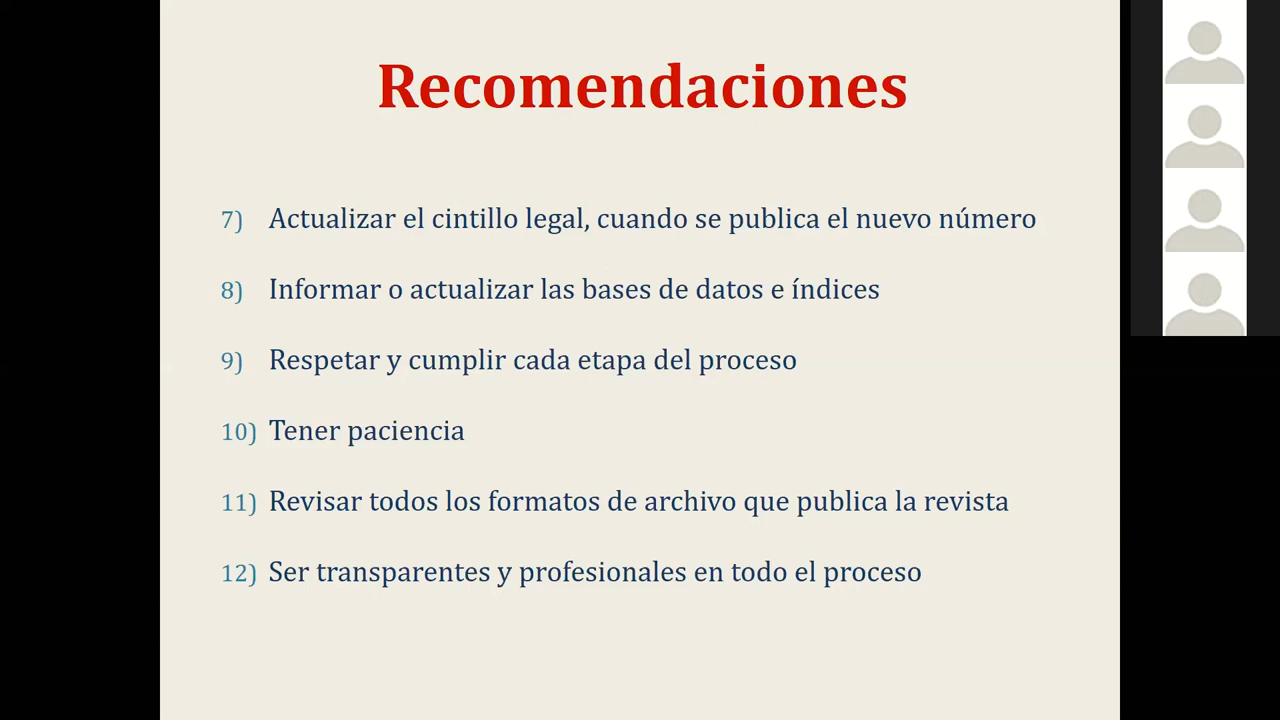 Recomendaciones
7) Actualizar el cintillo legal, cuando se publica el nuevo número
8) Informar o actualizar las bases de datos e índices
9) Respetar y cumplir cada etapa del proceso
10) Tener paciencia
11) Revisar todos los formatos de archivo que publica la revista
12) Ser transparentes y profesionales en todo el proceso